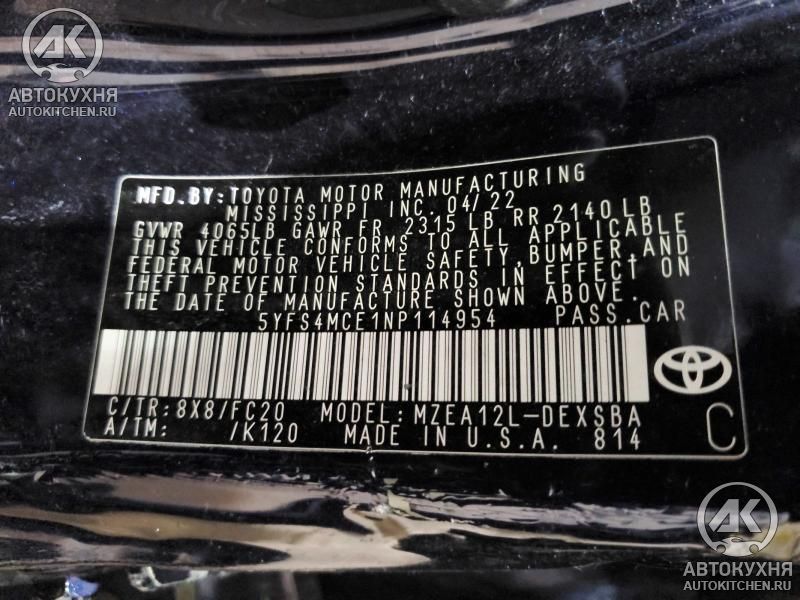 АК
АВТОКУХНЯ
AUTOKITCHEN.RU
MFD.BY:TOYOTA MOTOR MANUFACTURING
MISSISSIPPI INC. 04/22
GVWR 4065LB GAWR FR 2315 LB RR 2140 LB
THIS VEHICLE CONFORMS TO ALL APPLICABLE
FEDERAL MOTOR VEHICLE SAFETY,BUMPER,AND
THEFT PREVENTION STANDARDS IN EFFECT ON
THE DATE OF MANUFACTURE SHOWN ABOVE.
5YFS4MCE1NP114954 PASS.CAR
C/TR:8X8/FC20 MODEL:MZEA12L-DEXSBA
A/TM: /K120 MADE IN U.S.A. 814
C
АК
АВТОКУХНЯ
AUTOKITCHEN.RU